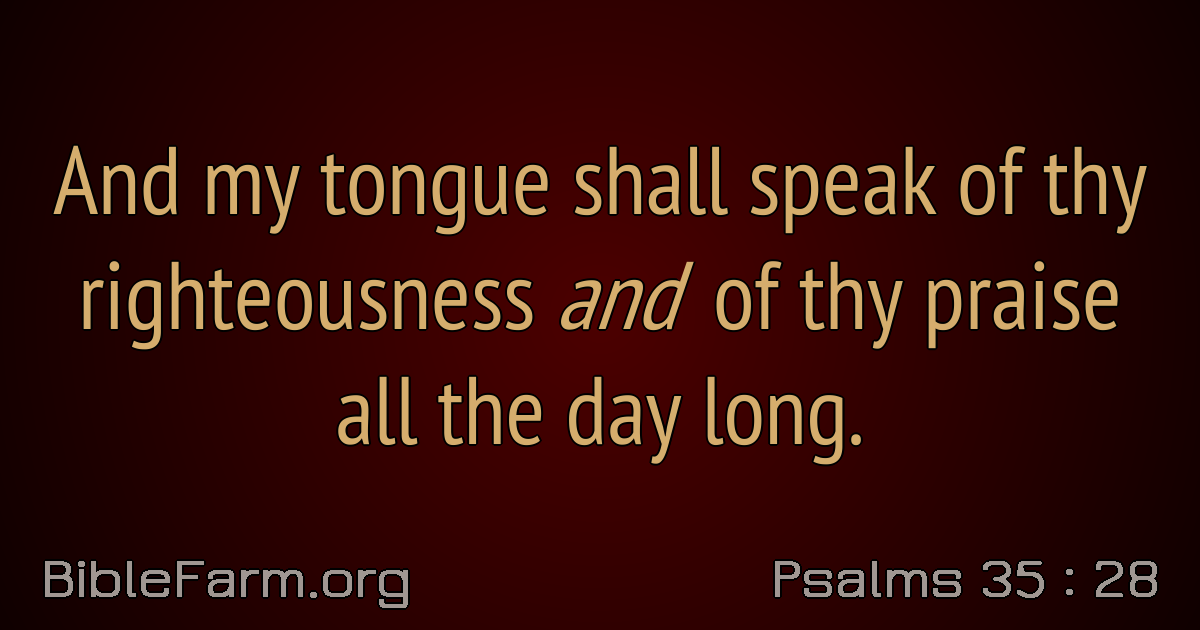 And my tongue shall speak of thy
righteousness and of thy praise
all the day long.
BibleFarm.org
Psalms 35 : 28